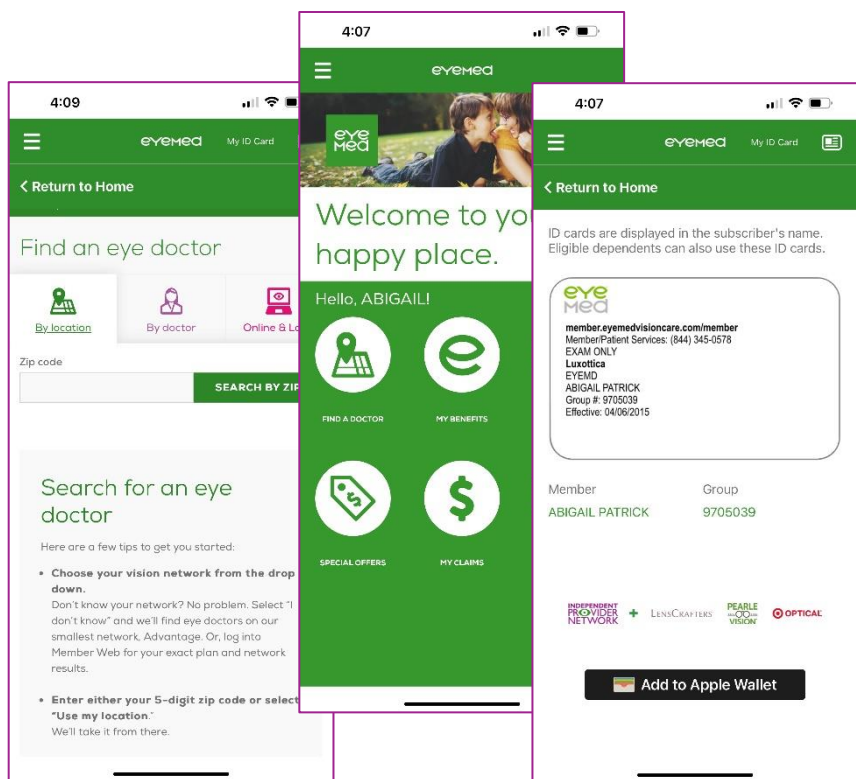 4:09
eyemed
My ID Card
< Return to Home
Find an eye doctor
By location
By doctor
Online &
Zip code
SEARCH BY ZIP
Search for an eye
doctor
Here are a few tips to get you started:
• Choose your vision network from the drop
down.
Don't know your network? No problem. Select "I
don't know" and we'll find eye doctors on our
smallest network, Advantage. Or, log into
Member Web for your exact plan and network
results.
• Enter either your 5-digit zip code or select
"Use my location."
We'll take it from there.
4:07
eyemed
eye
med
Welcome to
happy place.
Hello, ABIGAIL!
FIND A DOCTOR
MY BENEFITS
SPECIAL OFFERS
MY CLAIMS
4:07
eyemed
My ID Card
< Return to Home
ID cards are displayed in the subscriber's name.
Eligible dependents can also use these ID cards.
eye
med
member.eyemedvisioncare.com/member
Member/Patient Services: (844) 345-0578
EXAM ONLY
Luxottica
EYEMD
ABIGAIL PATRICK
Group #: 9705039
Effective: 04/06/2015
Member
Group
ABIGAIL PATRICK
9705039
INDEPENDENT
PROVIDER
NETWORK
+
LENSCRAFTERS
PEARLE
VISION
OPTICAL
Add to Apple Wallet